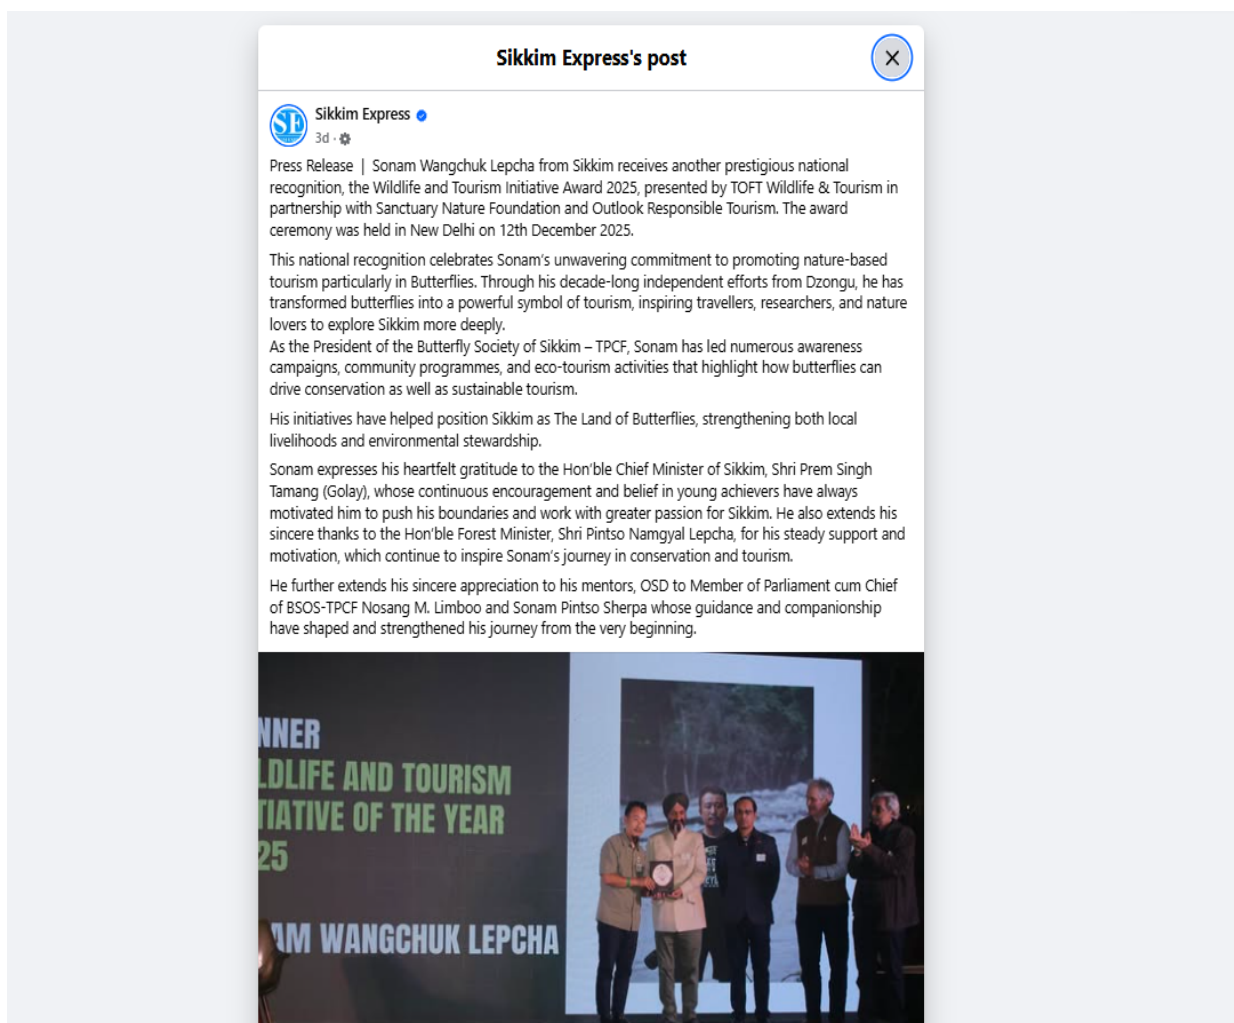 Sikkim Express's post
SE
Sikkim Express
3d
Press Release | Sonam Wangchuk Lepcha from Sikkim receives another prestigious national
recognition, the Wildlife and Tourism Initiative Award 2025, presented by TOFT Wildlife & Tourism in
partnership with Sanctuary Nature Foundation and Outlook Responsible Tourism. The award
ceremony was held in New Delhi on 12th December 2025.
This national recognition celebrates Sonam's unwavering commitment to promoting nature-based
tourism particularly in Butterflies. Through his decade-long independent efforts from Dzongu, he has
transformed butterflies into a powerful symbol of tourism, inspiring travellers, researchers, and nature
lovers to explore Sikkim more deeply.
As the President of the Butterfly Society of Sikkim – TPCF, Sonam has led numerous awareness
campaigns, community programmes, and eco-tourism activities that highlight how butterflies can
drive conservation as well as sustainable tourism.
His initiatives have helped position Sikkim as The Land of Butterflies, strengthening both local
livelihoods and environmental stewardship.
Sonam expresses his heartfelt gratitude to the Hon'ble Chief Minister of Sikkim, Shri Prem Singh
Tamang (Golay), whose continuous encouragement and belief in young achievers have always
motivated him to push his boundaries and work with greater passion for Sikkim. He also extends his
sincere thanks to the Hon'ble Forest Minister, Shri Pintso Namgyal Lepcha, for his steady support and
motivation, which continue to inspire Sonam's journey in conservation and tourism.
He further extends his sincere appreciation to his mentors, OSD to Member of Parliament cum Chief
of BSOS-TPCF Nosang M. Limboo and Sonam Pintso Sherpa whose guidance and companionship
have shaped and strengthened his journey from the very beginning.
NNER
LDLIFE AND TOURISM
TIATIVE OF THE YEAR
25
AM WANGCHUK LEPCHA